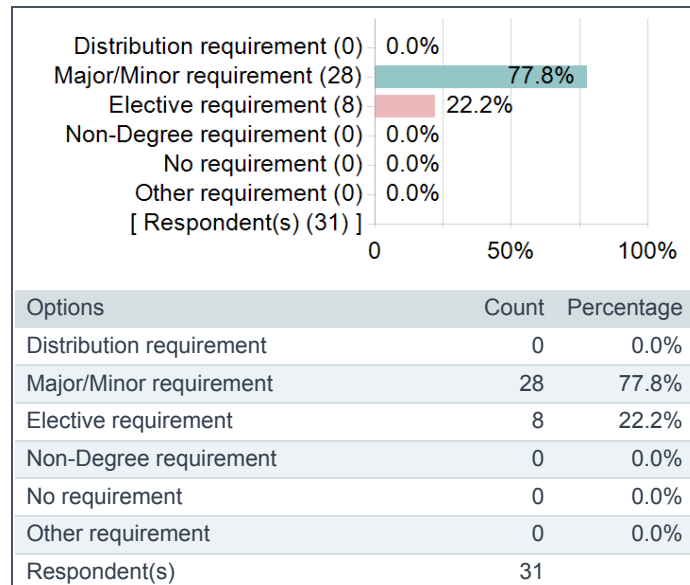 Distribution requirement (0) 0.0%
Major/Minor requirement (28) 77.8%
Elective requirement (8) 22.2%
Non-Degree requirement (0) 0.0%
No requirement (0) 0.0%
Other requirement (0) 0.0%
[ Respondent(s) (31) ]
0 50% 100%
Options Count Percentage
Distribution requirement 0 0.0%
Major/Minor requirement 28 77.8%
Elective requirement 8 22.2%
Non-Degree requirement 0 0.0%
No requirement 0 0.0%
Other requirement 0 0.0%
Respondent(s) 31